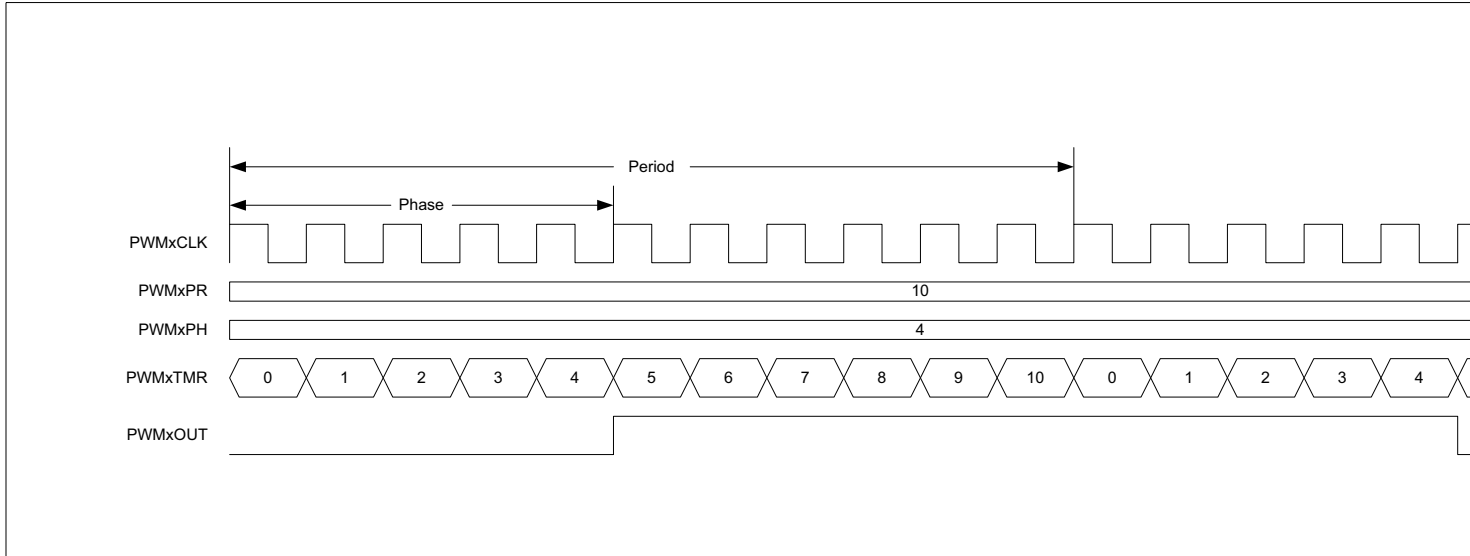 Period
Phase
PWMxCLK
PWMxPR 10
PWMxPH 4
PWMxTMR 0 1 2 3 4 5 6 7 8 9 10 0 1 2 3 4
PWMxOUT